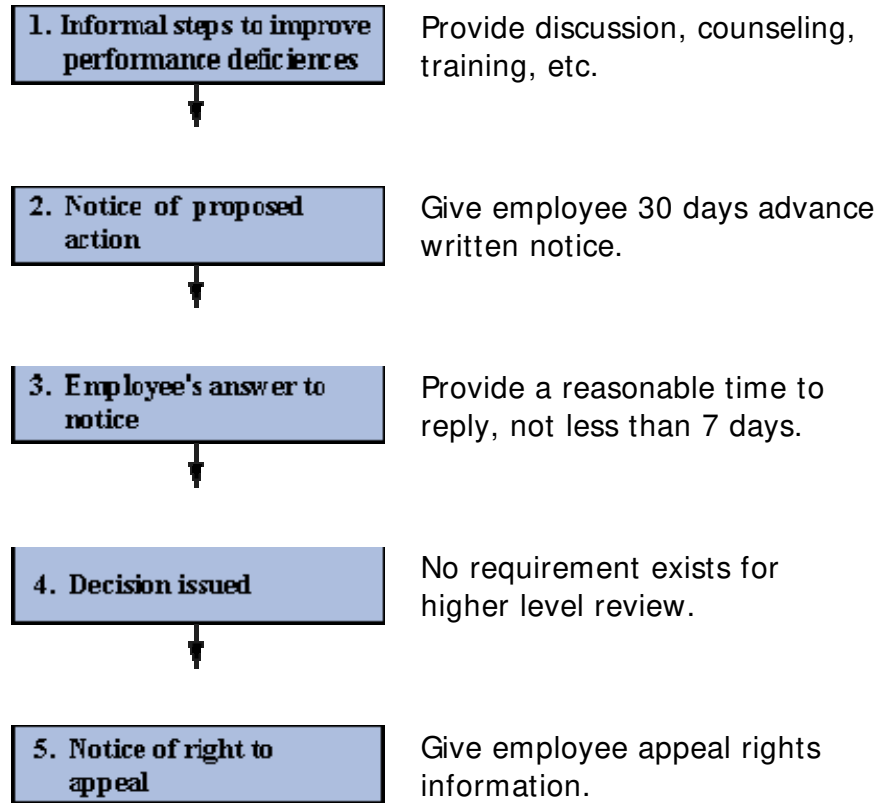 1. Informal steps to improve
performance deficiences
Provide discussion, counseling,
training, etc.
2. Notice of proposed
action
Give employee 30 days advance
written notice.
3. Employee's answer to
notice
Provide a reasonable time to
reply, not less than 7 days.
4. Decision issued
No requirement exists for
higher level review.
5. Notice of right to
appeal
Give employee appeal rights
information.